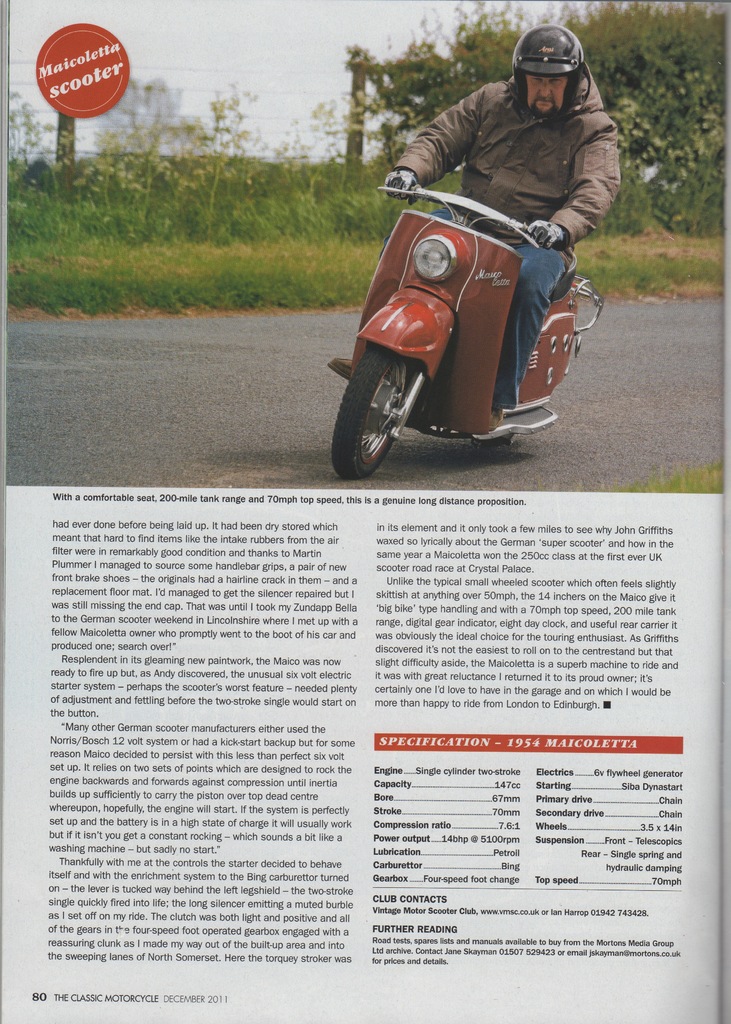 Maicoletta
scooter
Arai
Maico
letta
With a comfortable seat, 200-mile tank range and 70mph top speed, this is a genuine long distance proposition.
had ever done before being laid up. It had been dry stored which
meant that hard to find items like the intake rubbers from the air
filter were in remarkably good condition and thanks to Martin
Plummer I managed to source some handlebar grips, a pair of new
front brake shoes – the originals had a hairline crack in them – and a
replacement floor mat. I'd managed to get the silencer repaired but I
was still missing the end cap. That was until I took my Zundapp Bella
to the German scooter weekend in Lincolnshire where I met up with a
fellow Maicoletta owner who promptly went to the boot of his car and
produced one; search over!"
Resplendent in its gleaming new paintwork, the Maico was now
ready to fire up but, as Andy discovered, the unusual six volt electric
starter system – perhaps the scooter's worst feature – needed plenty
of adjustment and fettling before the two-stroke single would start on
the button.
"Many other German scooter manufacturers either used the
Norris/Bosch 12 volt system or had a kick-start backup but for some
reason Maico decided to persist with this less than perfect six volt
set up. It relies on two sets of points which are designed to rock the
engine backwards and forwards against compression until inertia
builds up sufficiently to carry the piston over top dead centre
whereupon, hopefully, the engine will start. If the system is perfectly
set up and the battery is in a high state of charge it will usually work
but if it isn't you get a constant rocking – which sounds a bit like a
washing machine – but sadly no start."
Thankfully with me at the controls the starter decided to behave
itself and with the enrichment system to the Bing carburettor turned
on – the lever is tucked way behind the left legshield – the two-stroke
single quickly fired into life; the long silencer emitting a muted burble
as I set off on my ride. The clutch was both light and positive and all
of the gears in the four-speed foot operated gearbox engaged with a
reassuring clunk as I made my way out of the built-up area and into
the sweeping lanes of North Somerset. Here the torquey stroker was
in its element and it only took a few miles to see why John Griffiths
waxed so lyrically about the German 'super scooter' and how in the
same year a Maicoletta won the 250cc class at the first ever UK
scooter road race at Crystal Palace.
Unlike the typical small wheeled scooter which often feels slightly
skittish at anything over 50mph, the 14 inchers on the Maico give it
'big bike' type handling and with a 70mph top speed, 200 mile tank
range, digital gear indicator, eight day clock, and useful rear carrier it
was obviously the ideal choice for the touring enthusiast. As Griffiths
discovered it's not the easiest to roll on to the centrestand but that
slight difficulty aside, the Maicoletta is a superb machine to ride and
it was with great reluctance I returned it to its proud owner; it's
certainly one I'd love to have in the garage and on which I would be
more than happy to ride from London to Edinburgh. ■
SPECIFICATION – 1954 MAICOLETTA
Engine.....Single cylinder two-stroke
Capacity.....147cc
Bore.....67mm
Stroke.....70mm
Compression ratio.....7.6:1
Power output.....14bhp @ 5100rpm
Lubrication.....Petroil
Carburettor.....Bing
Gearbox.....Four-speed foot change
Electrics.....6v flywheel generator
Starting.....Siba Dynastart
Primary drive.....Chain
Secondary drive.....Chain
Wheels.....3.5 x 14in
Suspension.....Front – Telescopics
Rear – Single spring and
hydraulic damping
Top speed.....70mph
CLUB CONTACTS
Vintage Motor Scooter Club, www.vmsc.co.uk or Ian Harrop 01942 743428.
FURTHER READING
Road tests, spares lists and manuals available to buy from the Mortons Media Group
Ltd archive. Contact Jane Skayman 01507 529423 or email jskayman@mortons.co.uk
for prices and details.
80 THE CLASSIC MOTORCYCLE DECEMBER 2011